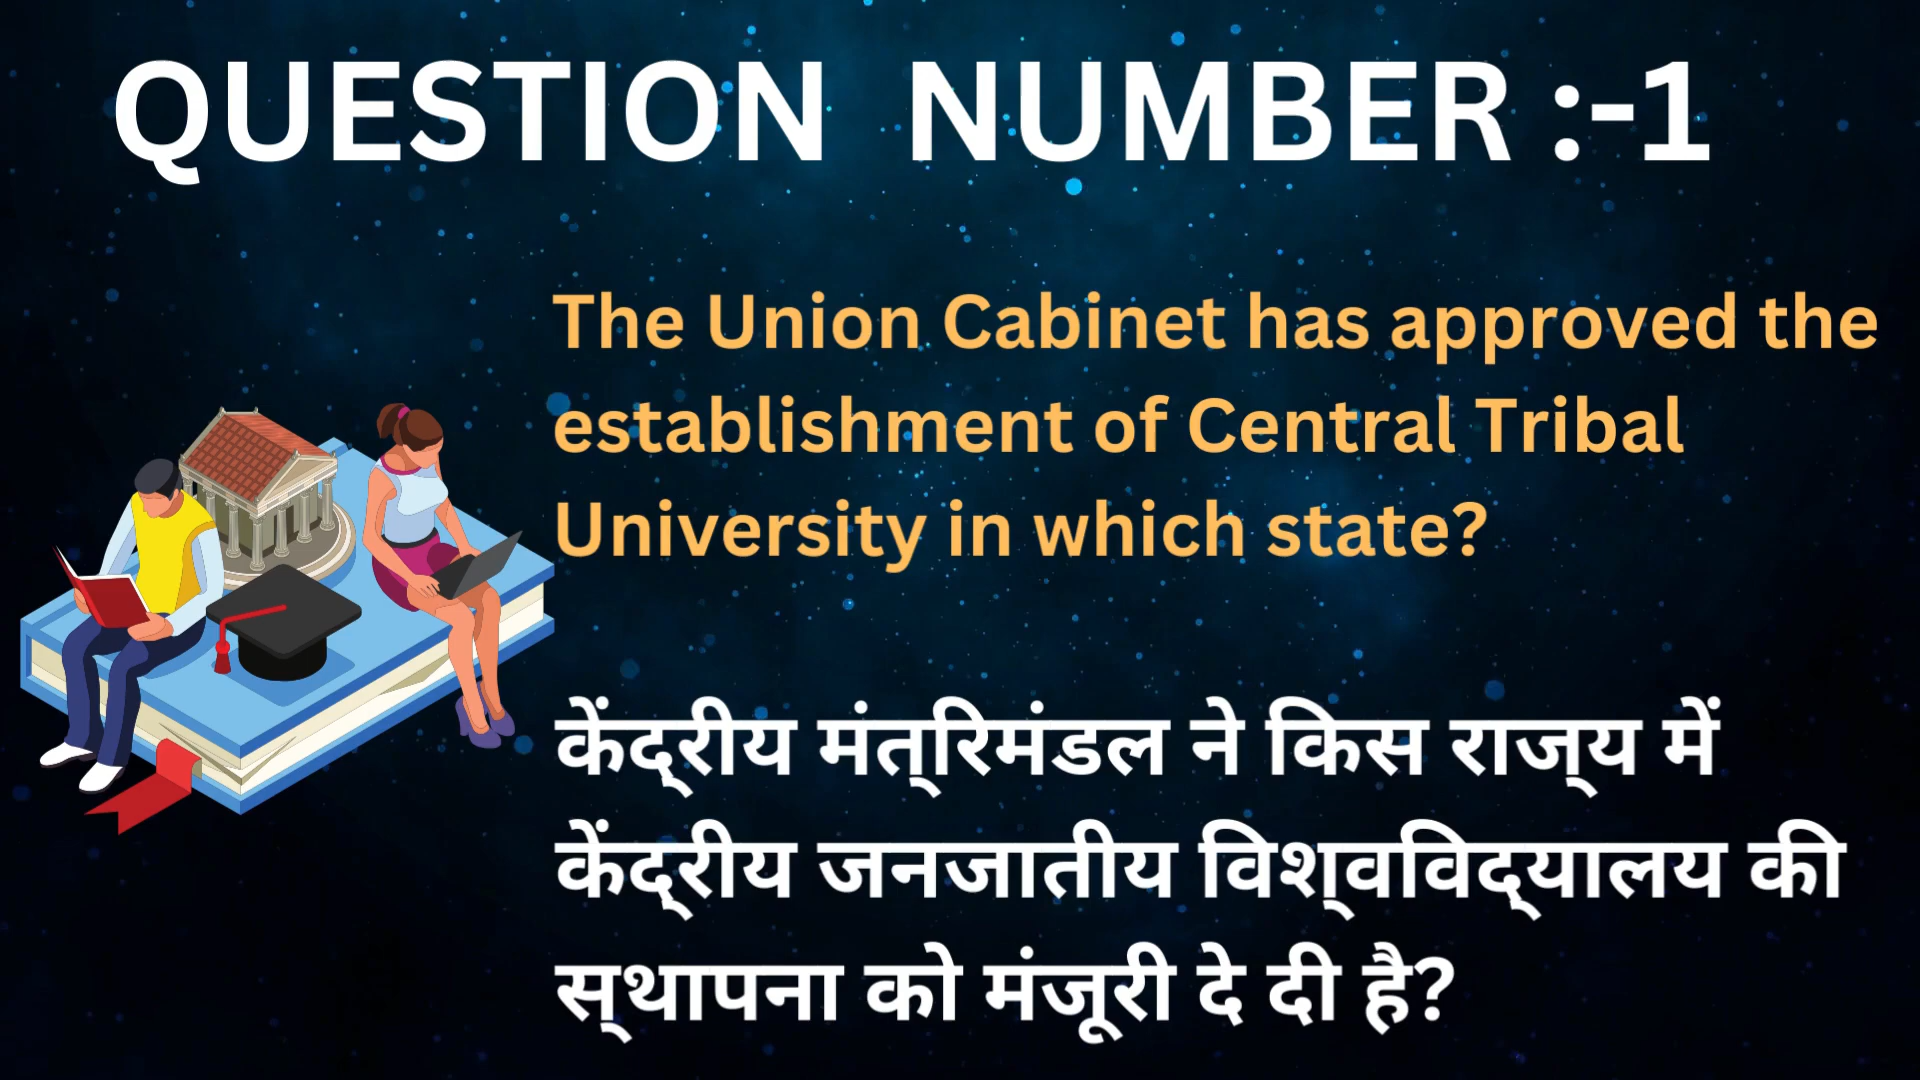 QUESTION NUMBER :-1
The Union Cabinet has approved the
establishment of Central Tribal
University in which state?
केंद्रीय मंत्रिमंडल ने किस राज्य में
केंद्रीय जनजातीय विश्वविद्यालय की
स्थापना को मंजूरी दे दी है?